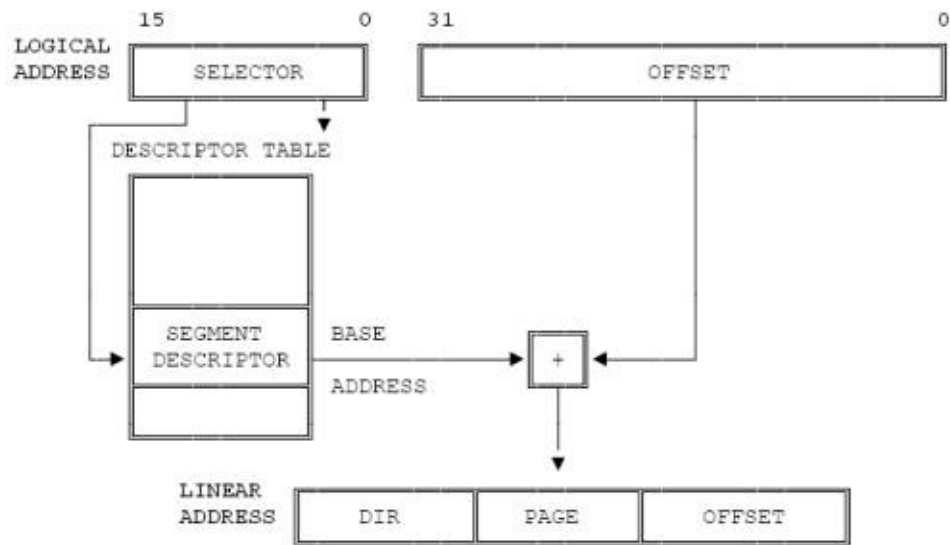 15 0 31 0
LOGICAL
ADDRESS
SELECTOR
OFFSET
DESCRIPTOR TABLE
SEGMENT
DESCRIPTOR
BASE
ADDRESS
+
LINEAR
ADDRESS
DIR
PAGE
OFFSET